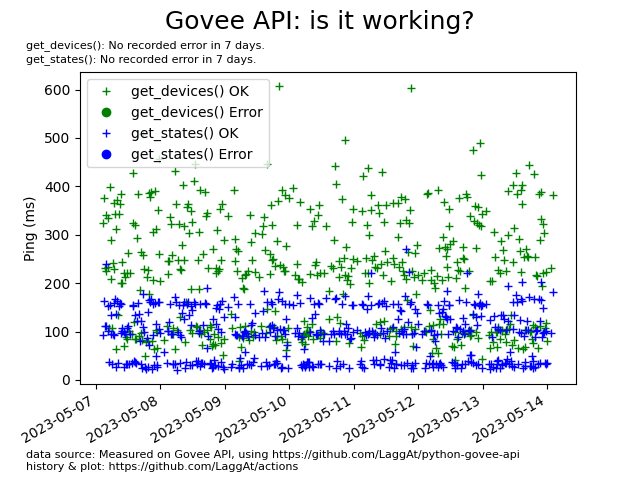 Govee API: is it working?
get_devices(): No recorded error in 7 days.
get_states(): No recorded error in 7 days.
get_devices() OK
get_devices() Error
get_states() OK
get_states() Error
Ping (ms)
600
500
400
300
200
100
0
2023-05-07
2023-05-08
2023-05-09
2023-05-10
2023-05-11
2023-05-12
2023-05-13
2023-05-14
data source: Measured on Govee API, using https://github.com/LaggAt/python-govee-api
history & plot: https://github.com/LaggAt/actions